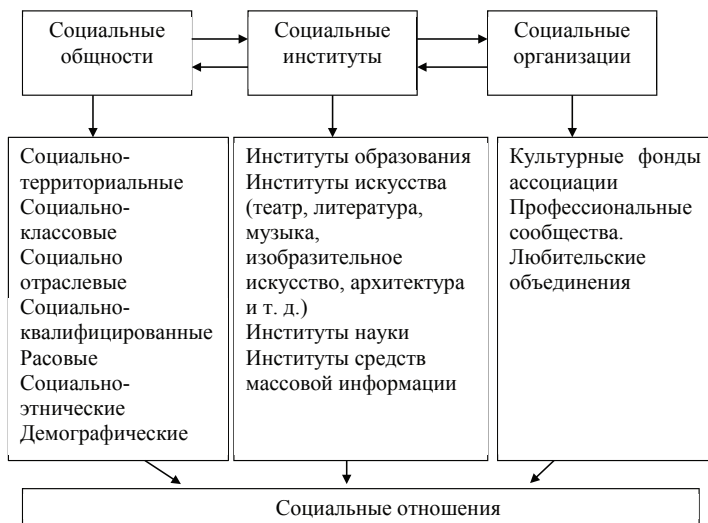 Социальные
общности
Социальные
институты
Социальные
организации
Социально-
территориальные
Социально-
классовые
Социально
отраслевые
Социально-
квалифицированные
Расовые
Социально-
этнические
Демографические
Институты образования
Институты искусства
(театр, литература,
музыка,
изобразительное
искусство, архитектура
и т. д.)
Институты науки
Институты средств
массовой информации
Культурные фонды
ассоциации
Профессиональные
сообщества.
Любительские
объединения
Социальные отношения